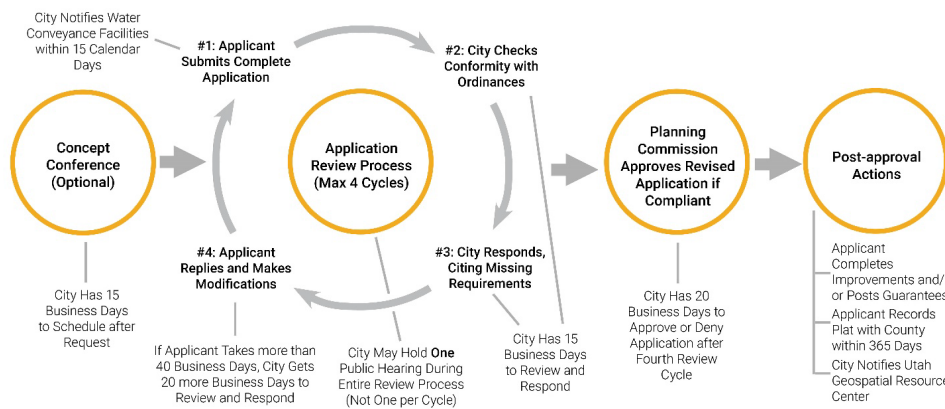 City Notifies Water
Conveyance Facilities
within 15 Calendar
Days
#1: Applicant
Submits Complete
Application
#2: City Checks
Conformity with
Ordinances
Concept
Conference
(Optional)
Application
Review Process
(Max 4 Cycles)
Planning
Commission
Approves Revised
Application if
Compliant
Post-approval
Actions
#4: Applicant
Replies and Makes
Modifications
#3: City Responds,
Citing Missing
Requirements
City Has 15
Business Days
to Schedule after
Request
If Applicant Takes more than
40 Business Days, City Gets
20 more Business Days to
Review and Respond
City May Hold One
Public Hearing During
Entire Review Process
(Not One per Cycle)
City Has 15
Business Days
to Review and
Respond
City Has 20
Business Days to
Approve or Deny
Application after
Fourth Review
Cycle
Applicant
Completes
Improvements and/
or Posts Guarantees
Applicant Records
Plat with County
within 365 Days
City Notifies Utah
Geospatial Resource
Center